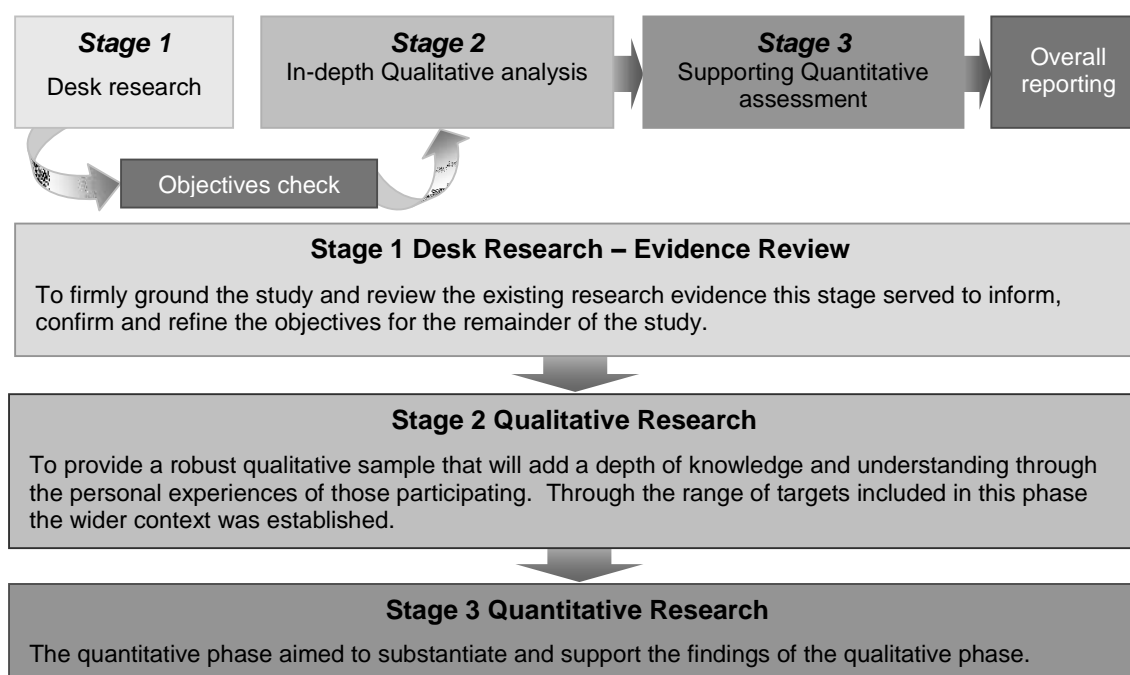 Stage 1
Desk research
Stage 2
In-depth Qualitative analysis
Stage 3
Supporting Quantitative
assessment
Overall
reporting
Objectives check
Stage 1 Desk Research – Evidence Review
To firmly ground the study and review the existing research evidence this stage served to inform,
confirm and refine the objectives for the remainder of the study.
Stage 2 Qualitative Research
To provide a robust qualitative sample that will add a depth of knowledge and understanding through
the personal experiences of those participating.  Through the range of targets included in this phase
the wider context was established.
Stage 3 Quantitative Research
The quantitative phase aimed to substantiate and support the findings of the qualitative phase.